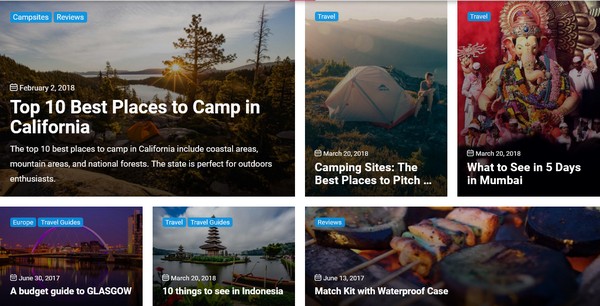 Campsites Reviews
February 2, 2018
Top 10 Best Places to Camp in
California
The top 10 best places to camp in California include coastal areas,
mountain areas, and national forests. The state is perfect for outdoors
enthusiasts.
Travel
March 20, 2018
Camping Sites: The
Best Places to Pitch ...
Travel
March 20, 2018
What to See in 5 Days
in Mumbai
Europe Travel Guides
June 30, 2017
A budget guide to GLASGOW
Travel Travel Guides
March 20, 2018
10 things to see in Indonesia
Reviews
June 13, 2017
Match Kit with Waterproof Case